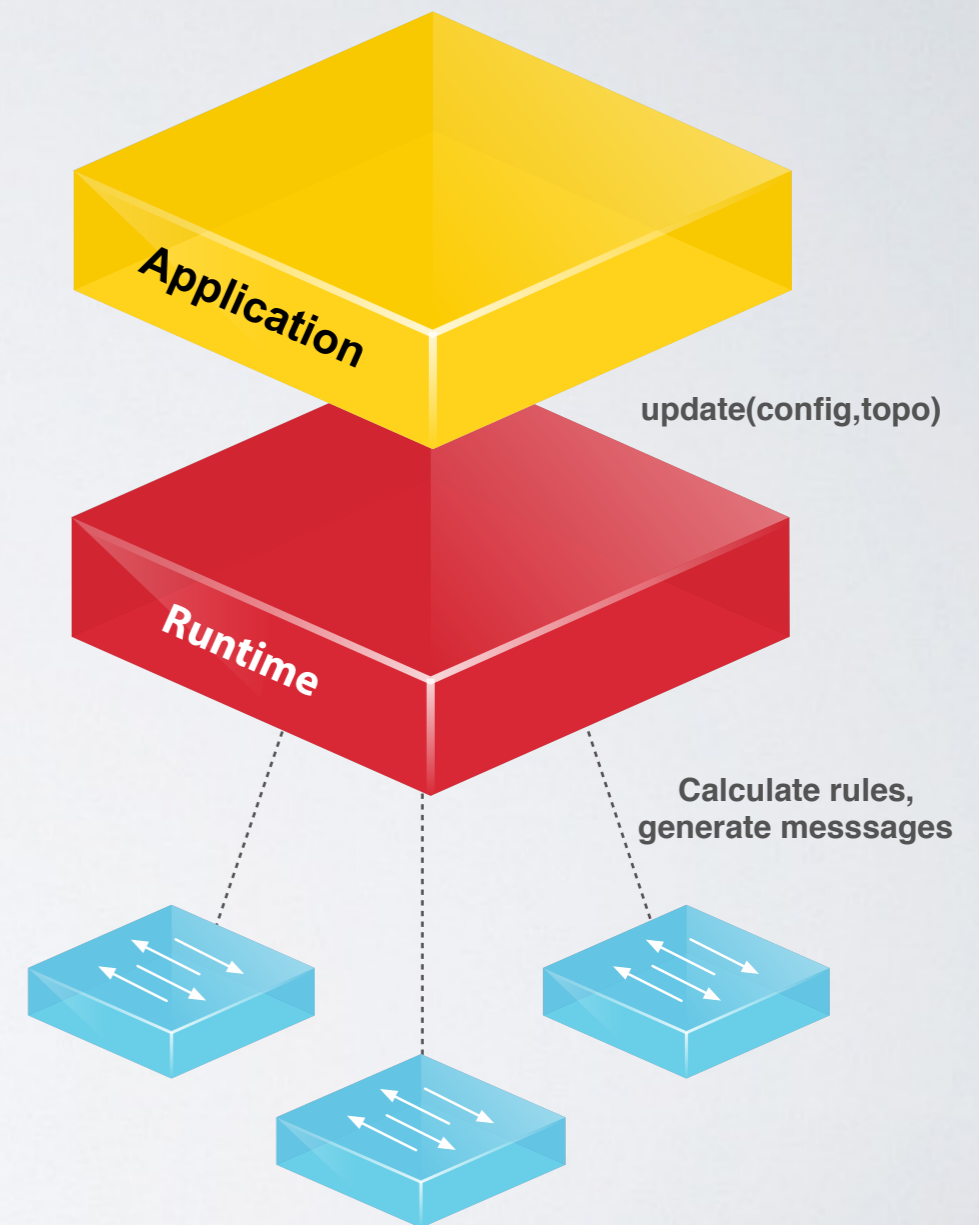 Application
update(config,topo)
Runtime
Calculate rules,
generate messsages